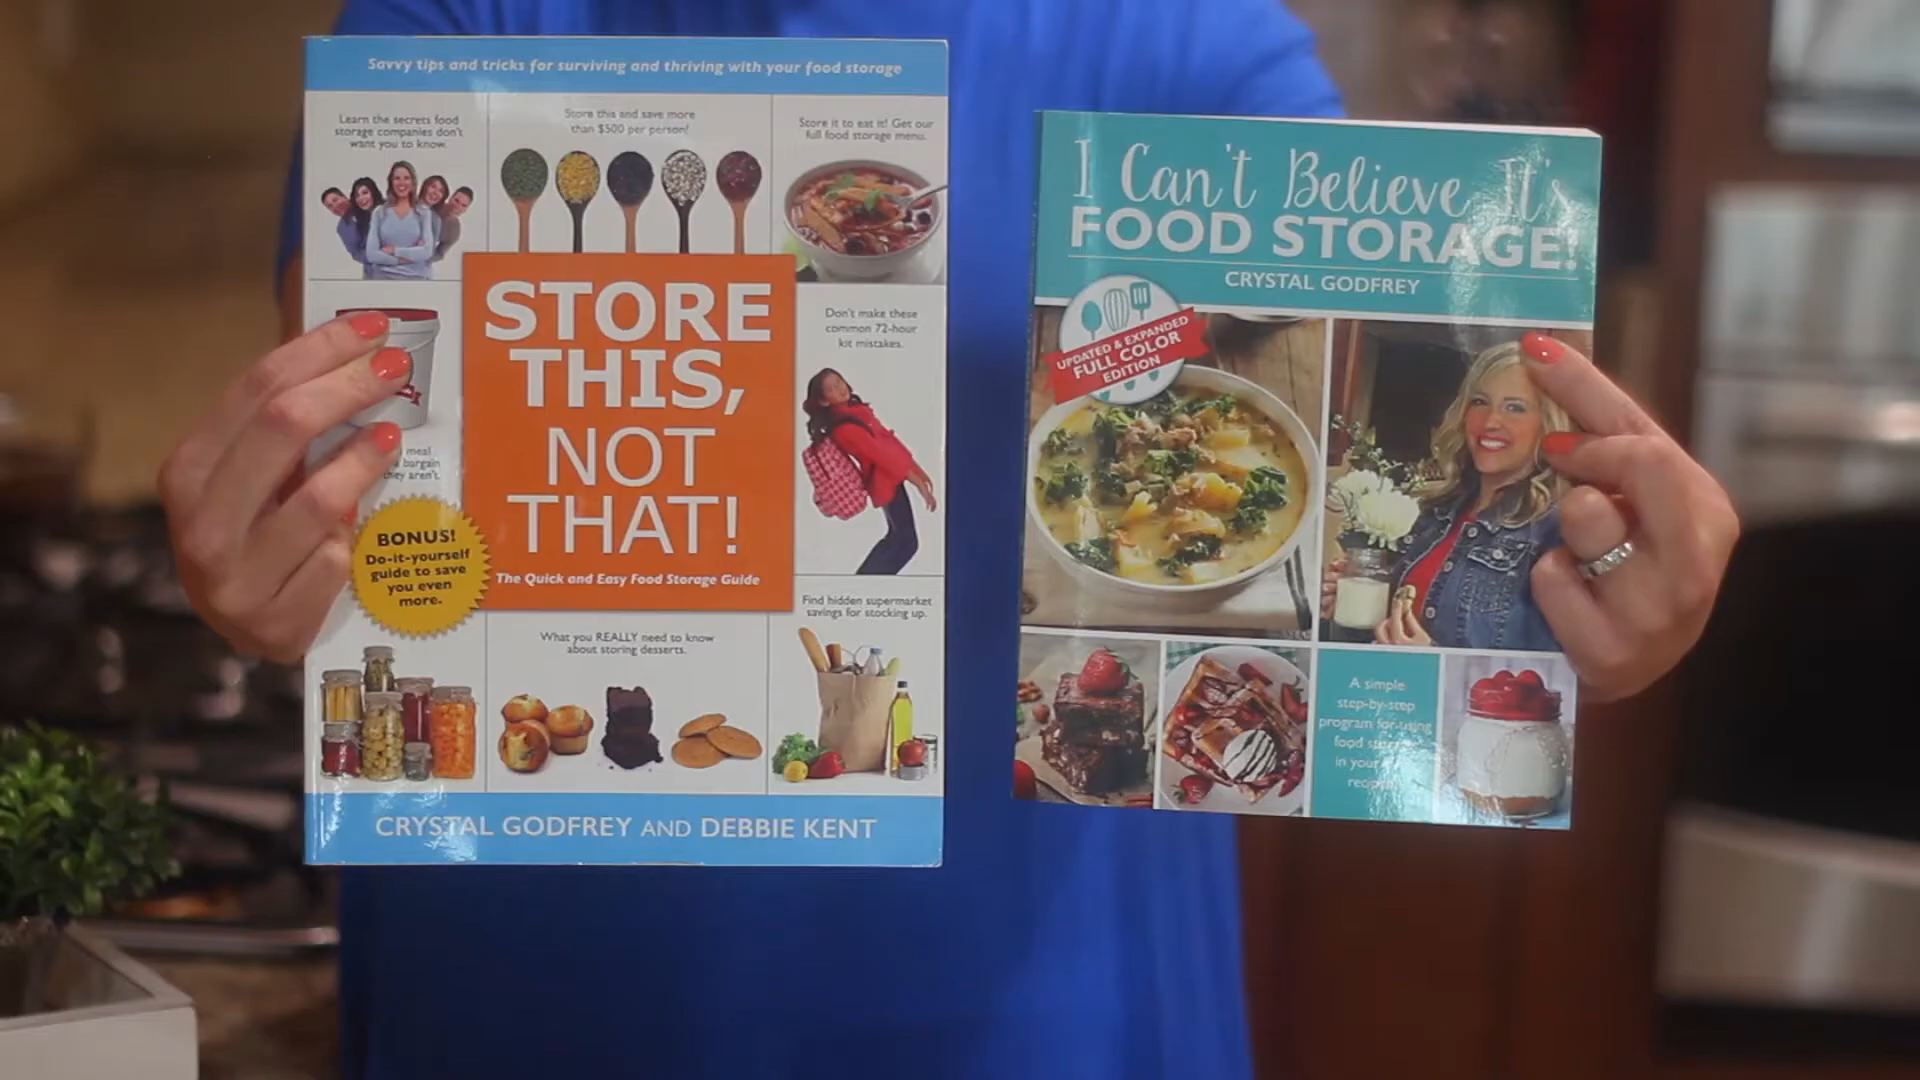 Savvy tips and tricks for surviving and thriving with your food storage
Learn the secrets food
storage companies don't
want you to know.
Store this and save more
than $500 per person!
Store it to eat it! Get our
full food storage menu.
STORE
THIS,
NOT
THAT!
The Quick and Easy Food Storage Guide
Don't make these
common 72-hour
kit mistakes.
meal
bargain
they aren't.
BONUS!
Do-it-yourself
guide to save
you even
more.
What you REALLY need to know
about storing desserts.
Find hidden supermarket
savings for stocking up.
CRYSTAL GODFREY AND DEBBIE KENT
I Can't Believe It's
FOOD STORAGE!
CRYSTAL GODFREY
UPDATED & EXPANDED
FULL COLOR
EDITION
A simple
step-by-step
program for using
food
in your